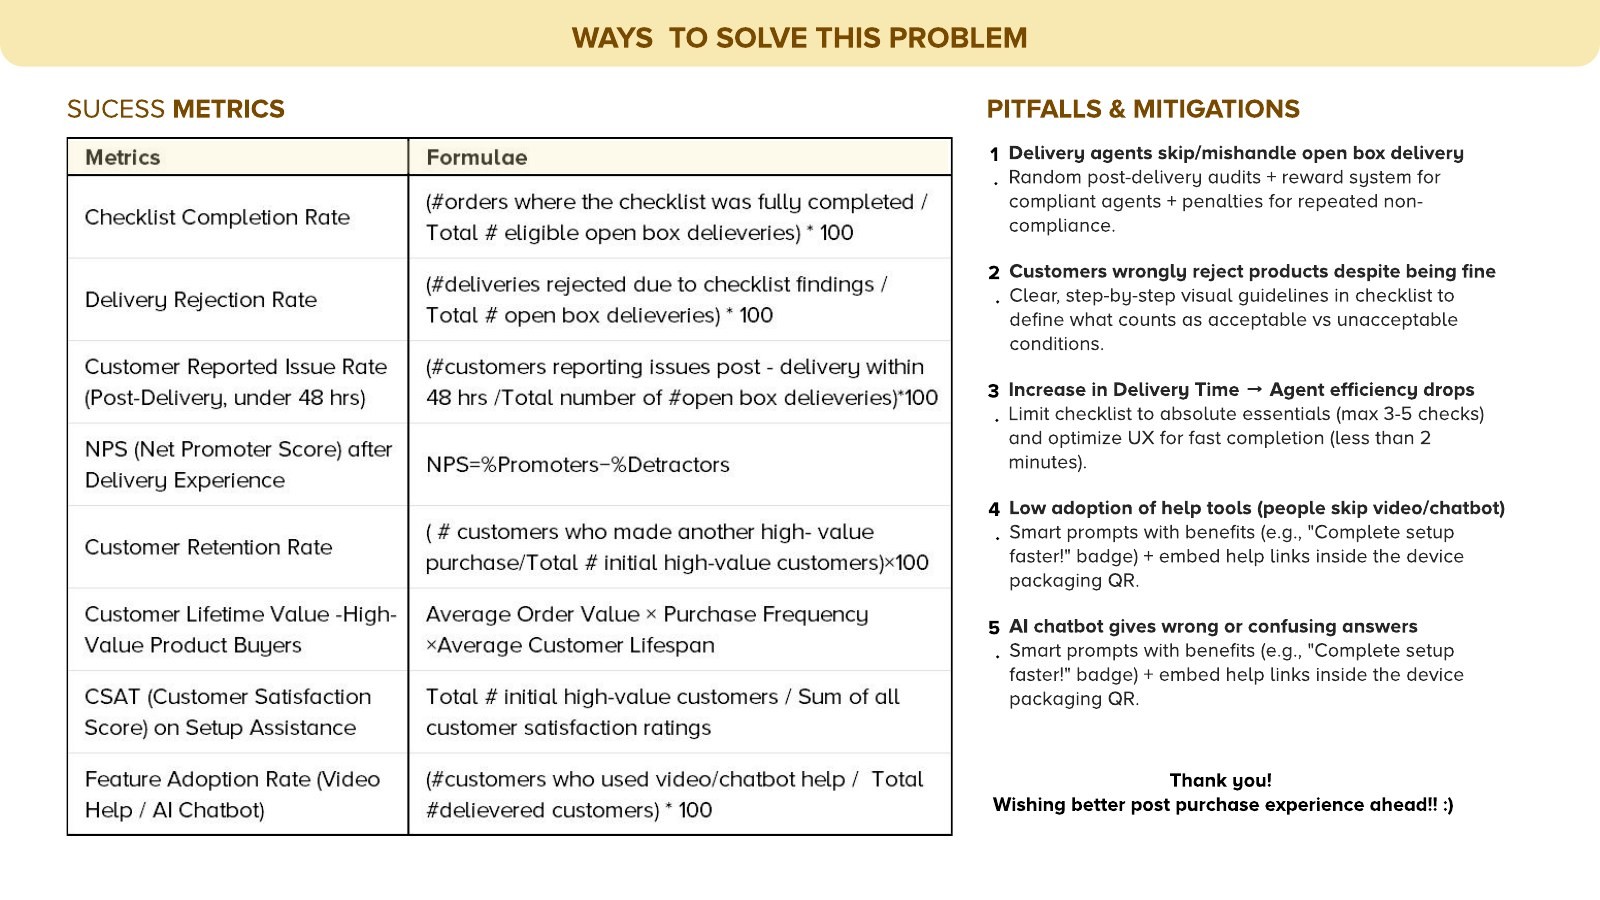 WAYS TO SOLVE THIS PROBLEM
SUCESS METRICS
Metrics
Formulae
Checklist Completion Rate
(#orders where the checklist was fully completed /
Total # eligible open box delieveries) * 100
Delivery Rejection Rate
(#deliveries rejected due to checklist findings /
Total # open box delieveries) * 100
Customer Reported Issue Rate
(Post-Delivery, under 48 hrs)
(#customers reporting issues post - delivery within
48 hrs /Total number of #open box delieveries)*100
NPS (Net Promoter Score) after
Delivery Experience
NPS=%Promoters−%Detractors
Customer Retention Rate
( # customers who made another high- value
purchase/Total # initial high-value customers)×100
Customer Lifetime Value -High-
Value Product Buyers
Average Order Value × Purchase Frequency
×Average Customer Lifespan
CSAT (Customer Satisfaction
Score) on Setup Assistance
Total # initial high-value customers / Sum of all
customer satisfaction ratings
Feature Adoption Rate (Video
Help / AI Chatbot)
(#customers who used video/chatbot help / Total
#delievered customers) * 100
PITFALLS & MITIGATIONS
1. Delivery agents skip/mishandle open box delivery
Random post-delivery audits + reward system for
compliant agents + penalties for repeated non-
compliance.
2. Customers wrongly reject products despite being fine
Clear, step-by-step visual guidelines in checklist to
define what counts as acceptable vs unacceptable
conditions.
3. Increase in Delivery Time → Agent efficiency drops
Limit checklist to absolute essentials (max 3-5 checks)
and optimize UX for fast completion (less than 2
minutes).
4. Low adoption of help tools (people skip video/chatbot)
Smart prompts with benefits (e.g., "Complete setup
faster!" badge) + embed help links inside the device
packaging QR.
5. AI chatbot gives wrong or confusing answers
Smart prompts with benefits (e.g., "Complete setup
faster!" badge) + embed help links inside the device
packaging QR.
Thank you!
Wishing better post purchase experience ahead!! :)